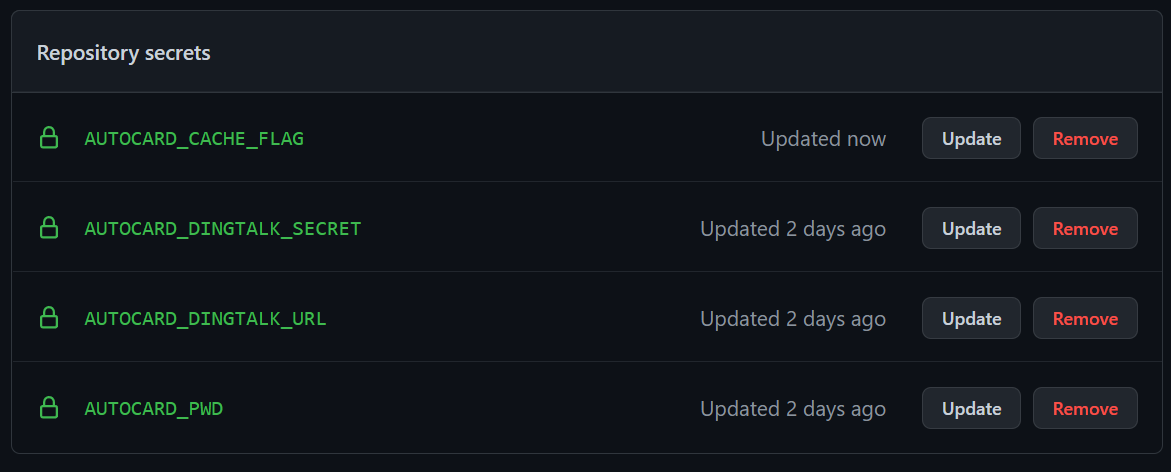 Repository secrets
AUTOCARD_CACHE_FLAG Updated now Update Remove
AUTOCARD_DINGTALK_SECRET Updated 2 days ago Update Remove
AUTOCARD_DINGTALK_URL Updated 2 days ago Update Remove
AUTOCARD_PWD Updated 2 days ago Update Remove